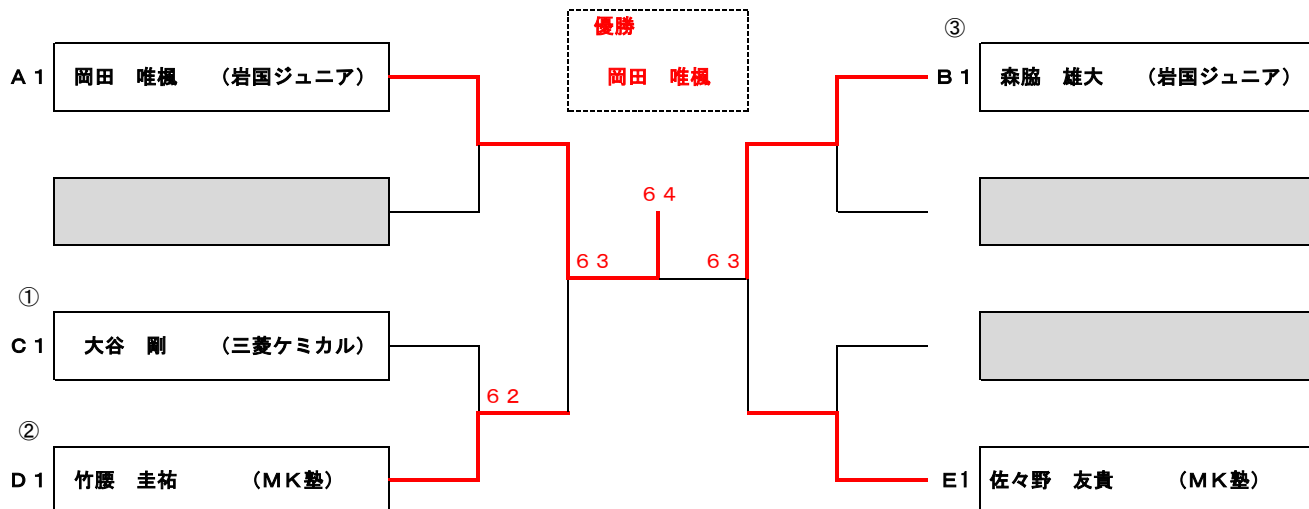 優勝
岡田 唯楓
A１ 岡田 唯楓 （岩国ジュニア）
①
C１ 大谷 剛 （三菱ケミカル）
②
D１ 竹腰 圭祐 （ＭＫ塾）
６２
６３
６４
６３
③
B１ 森脇 雄大 （岩国ジュニア）
E1 佐々野 友貴 （ＭＫ塾）